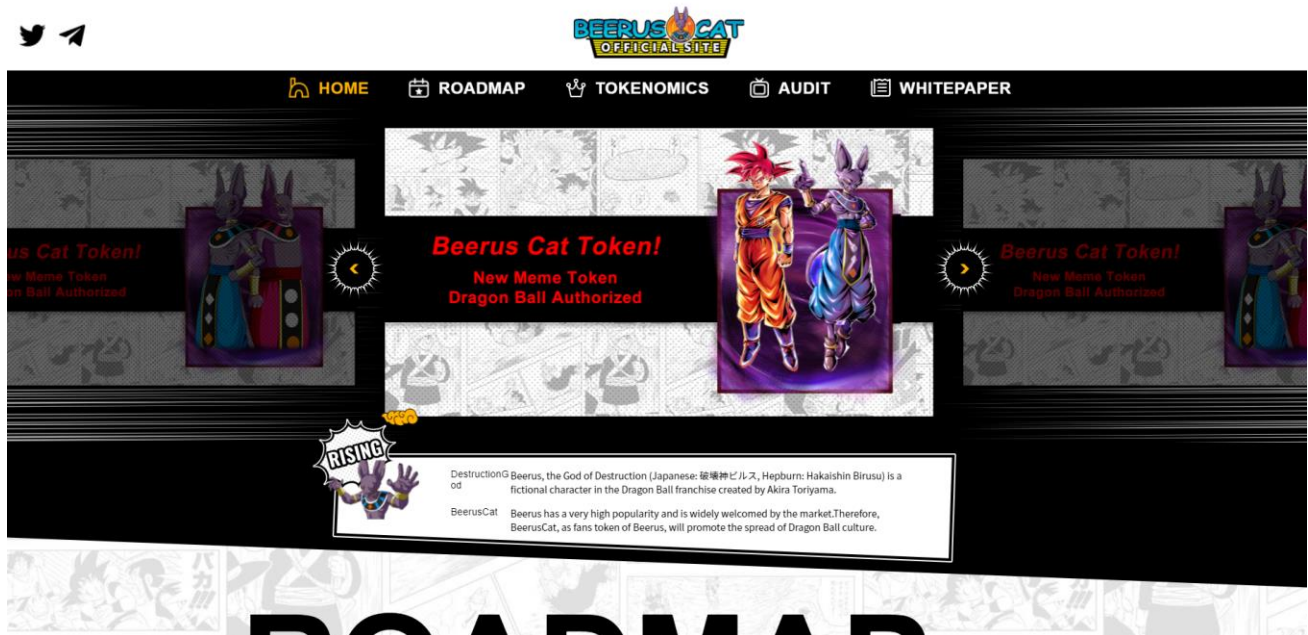 BEERUS CAT
OFFICIAL SITE
HOME
ROADMAP
TOKENOMICS
AUDIT
WHITEPAPER
us Cat Token!
New Meme Token
on Ball Authorized
Beerus Cat Token!
New Meme Token
Dragon Ball Authorized
Beerus Cat Token!
New Meme Token
Dragon Ball Authorized
RISING
DestructionG
od
Beerus, the God of Destruction (Japanese: 破壊神ビルス, Hepburn: Hakaishin Birusu) is a
fictional character in the Dragon Ball franchise created by Akira Toriyama.
BeerusCat
Beerus has a very high popularity and is widely welcomed by the market.Therefore,
BeerusCat, as fans token of Beerus, will promote the spread of Dragon Ball culture.
バカ
ROADMAP